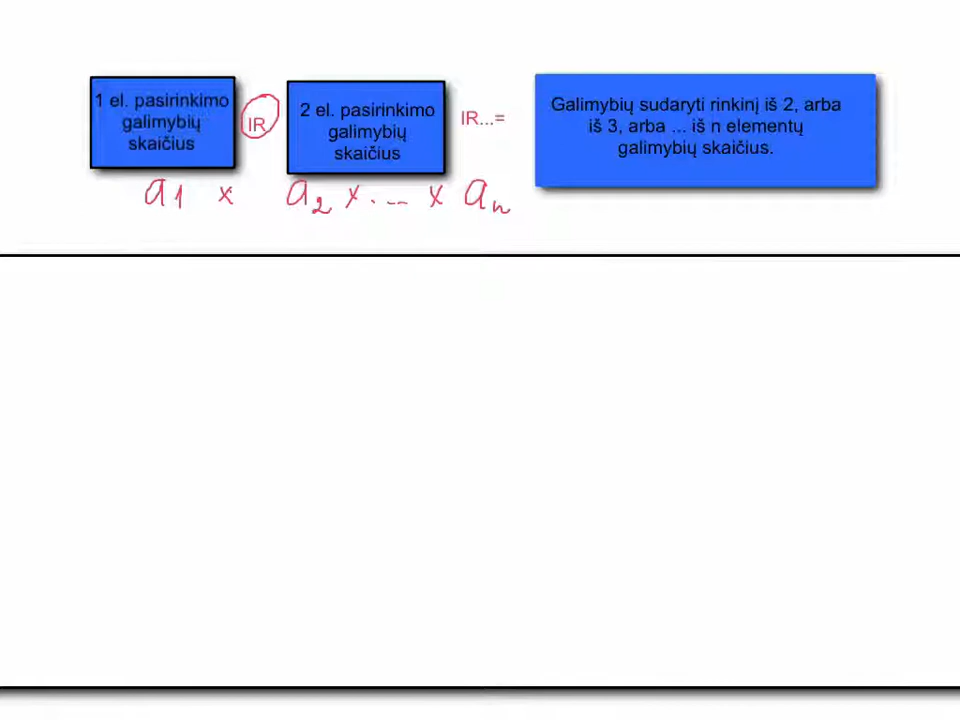 1 el. pasirinkimo
galimybių
skaičius
IR
2 el. pasirinkimo
galimybių
skaičius
IR...=
Galimybių sudaryti rinkinį iš 2, arba
iš 3, arba ... iš n elementų
galimybių skaičius.
a₁ × a₂ × ... × aₙ